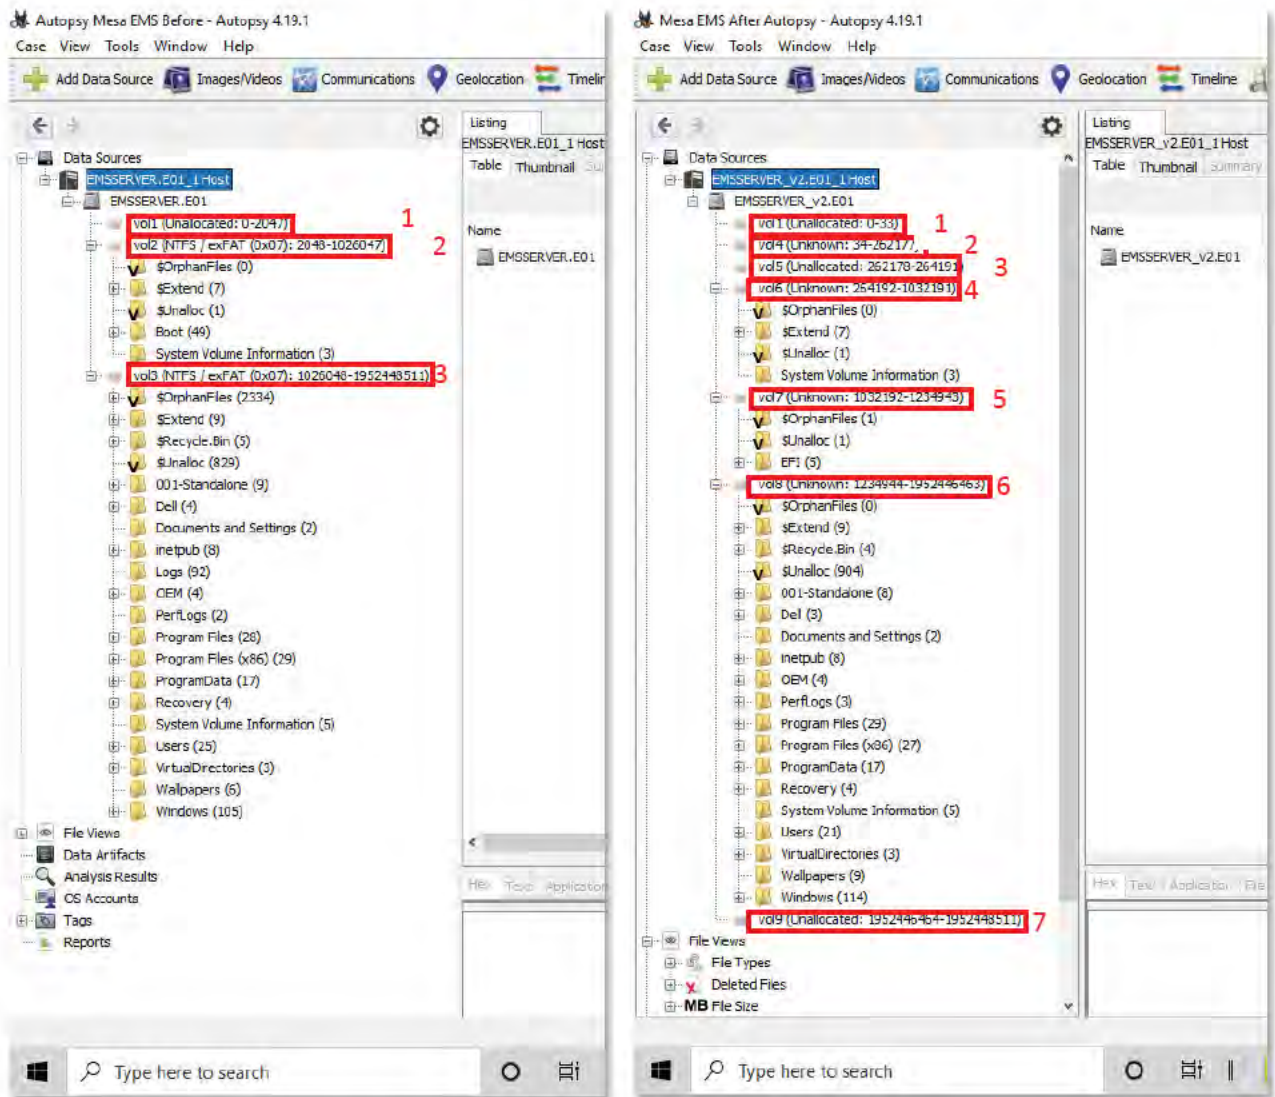 Autopsy Mesa EMS Before - Autopsy 4.19.1
Case View Tools Window Help
Add Data Source Images/Videos Communications Geolocation Timelin
Listing
EMSSERVER.E01_1 Host
Table Thumbnail
Name
EMSSERVER.E01
Data Sources
EMSSERVER.E01_1 Host
EMSSERVER.E01
vol1 (Unallocated: 0-2047) 1
vol2 (NTFS / exFAT (0x07): 2048-1026047) 2
$OrphanFiles (0)
$Extend (7)
$Unalloc (1)
Boot (49)
System Volume Information (3)
vol3 (NTFS / exFAT (0x07): 1026048-1952448511) 3
$OrphanFiles (2334)
$Extend (9)
$Recycle.Bin (5)
$Unalloc (829)
001-Standalone (9)
Dell (4)
Documents and Settings (2)
inetpub (8)
Logs (92)
OEM (4)
PerfLogs (2)
Program Files (28)
Program Files (x86) (29)
ProgramData (17)
Recovery (4)
System Volume Information (5)
Users (25)
VirtualDirectories (3)
Wallpapers (6)
Windows (105)
File Views
Data Artifacts
Analysis Results
OS Accounts
Tags
Reports
Hex Text Application
Type here to search
Mesa EMS After Autopsy - Autopsy 4.19.1
Case View Tools Window Help
Add Data Source Images/Videos Communications Geolocation Timeline
Listing
EMSSERVER_v2.E01_1 Host
Table Thumbnail Summary
Name
EMSSERVER_v2.E01
Data Sources
EMSSERVER_v2.E01_1 Host
EMSSERVER_v2.E01
vol1 (Unallocated: 0-33) 1
vol4 (Unknown: 34-262177) 2
vol5 (Unallocated: 262178-264191) 3
vol6 (Unknown: 264192-1032191) 4
$OrphanFiles (0)
$Extend (7)
$Unalloc (1)
System Volume Information (3)
vol7 (Unknown: 1032192-1234943) 5
$OrphanFiles (1)
$Unalloc (1)
EFI (5)
vol8 (Unknown: 1234944-1952446463) 6
$OrphanFiles (0)
$Extend (9)
$Recycle.Bin (4)
$Unalloc (904)
001-Standalone (8)
Dell (3)
Documents and Settings (2)
inetpub (8)
OEM (4)
PerfLogs (3)
Program Files (29)
Program Files (x86) (27)
ProgramData (17)
Recovery (4)
System Volume Information (5)
Users (21)
VirtualDirectories (3)
Wallpapers (9)
Windows (114)
vol9 (Unallocated: 1952446464-1952448511) 7
File Views
File Types
Deleted Files
MB File Size
Hex Text Application File
Type here to search